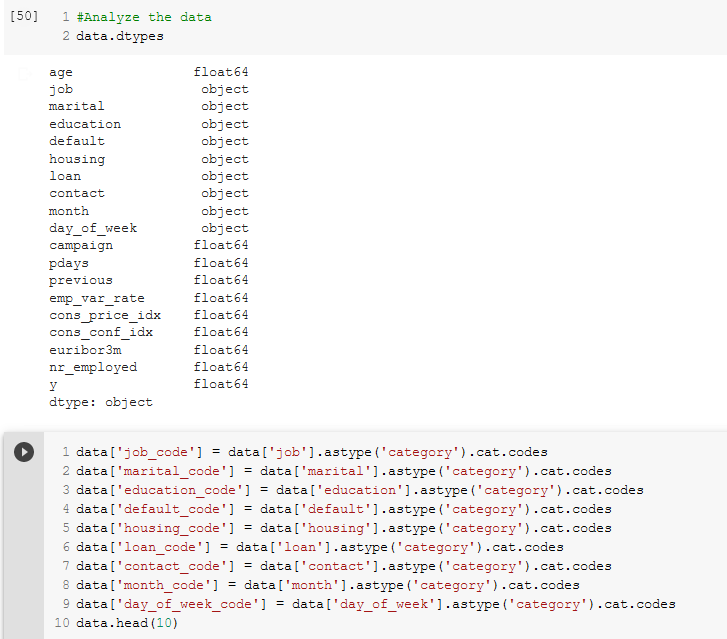 [50] 1 #Analyze the data
2 data.dtypes
age float64
job object
marital object
education object
default object
housing object
loan object
contact object
month object
day_of_week object
campaign float64
pdays float64
previous float64
emp_var_rate float64
cons_price_idx float64
cons_conf_idx float64
euribor3m float64
nr_employed float64
y float64
dtype: object
1 data['job_code'] = data['job'].astype('category').cat.codes
2 data['marital_code'] = data['marital'].astype('category').cat.codes
3 data['education_code'] = data['education'].astype('category').cat.codes
4 data['default_code'] = data['default'].astype('category').cat.codes
5 data['housing_code'] = data['housing'].astype('category').cat.codes
6 data['loan_code'] = data['loan'].astype('category').cat.codes
7 data['contact_code'] = data['contact'].astype('category').cat.codes
8 data['month_code'] = data['month'].astype('category').cat.codes
9 data['day_of_week_code'] = data['day_of_week'].astype('category').cat.codes
10 data.head(10)